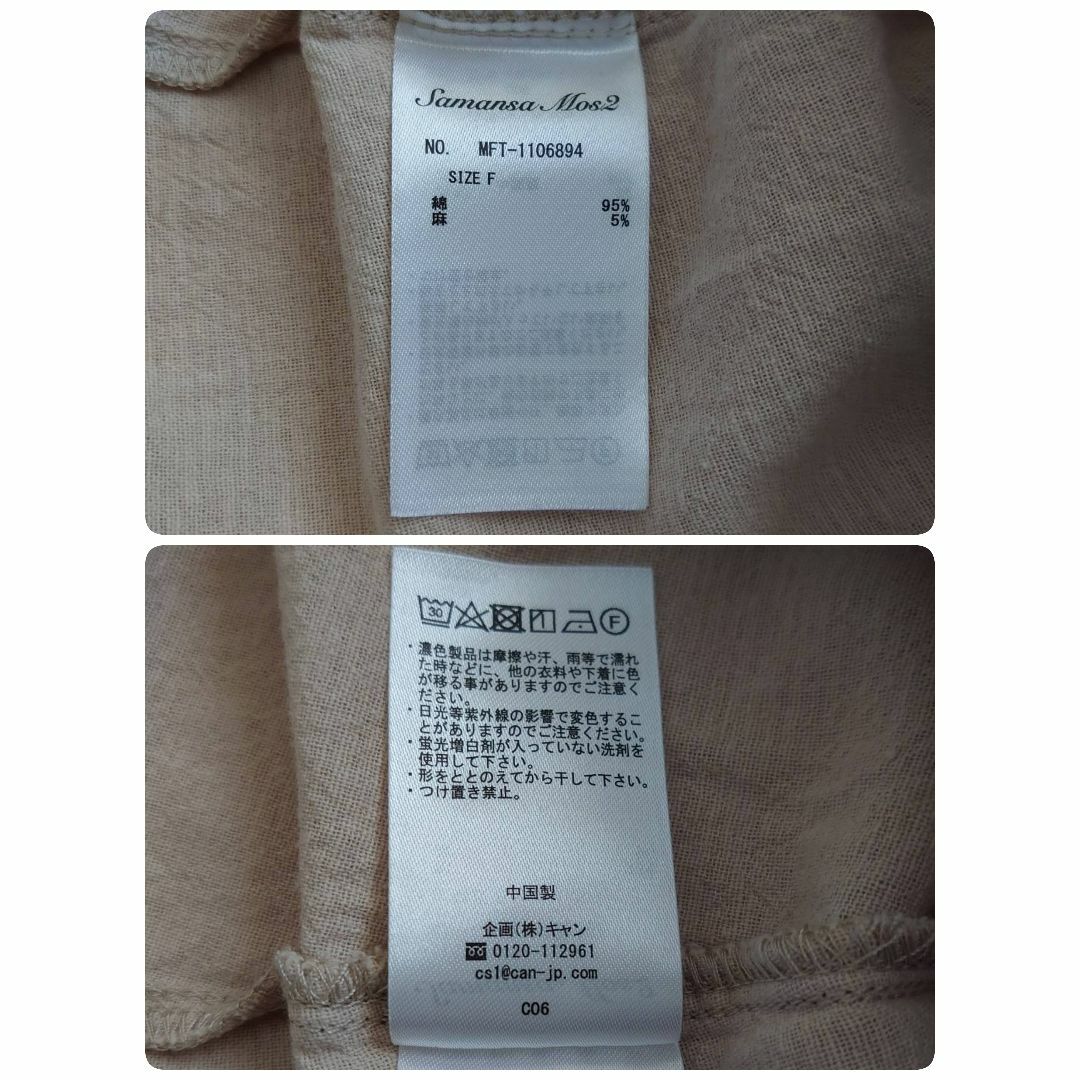 Samansa Mos2
NO. MFT-1106894
SIZE F
綿 95%
麻 5%
30
F
・濃色製品は摩擦や汗、雨等で濡れ
た時などに、他の衣料や下着に色
が移る事がありますのでご注意く
ださい。
・日光等紫外線の影響で変色するこ
とがありますのでご注意ください。
・蛍光増白剤が入っていない洗剤を
使用して下さい。
・形をととのえてから干して下さい。
・つけ置き禁止。
中国製
企画(株)キャン
0120-112961
cs1@can-jp.com
C06